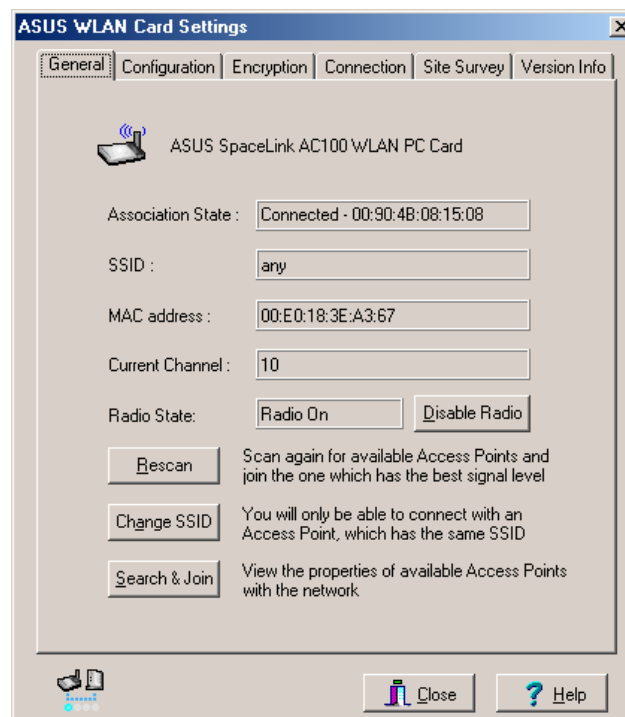 ASUS WLAN Card Settings
General Configuration Encryption Connection Site Survey Version Info
ASUS SpaceLink AC100 WLAN PC Card
Association State : Connected - 00:90:4B:08:15:08
SSID : any
MAC address : 00:E0:18:3E:A3:67
Current Channel : 10
Radio State: Radio On Disable Radio
Rescan
Scan again for available Access Points and
join the one which has the best signal level
Change SSID
You will only be able to connect with an
Access Point, which has the same SSID
Search & Join
View the properties of available Access Points
with the network
Close Help